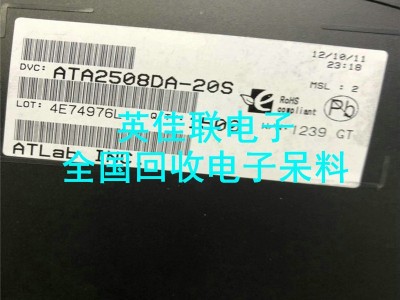 12/10/11
23:18
DVC: ATA2508DA-20S
MSL : 2
RoHS
compliant
Pb
LOT: 4E74976L
英佳联电子
1239 GT
全国回收电子呆料
ATLab INC